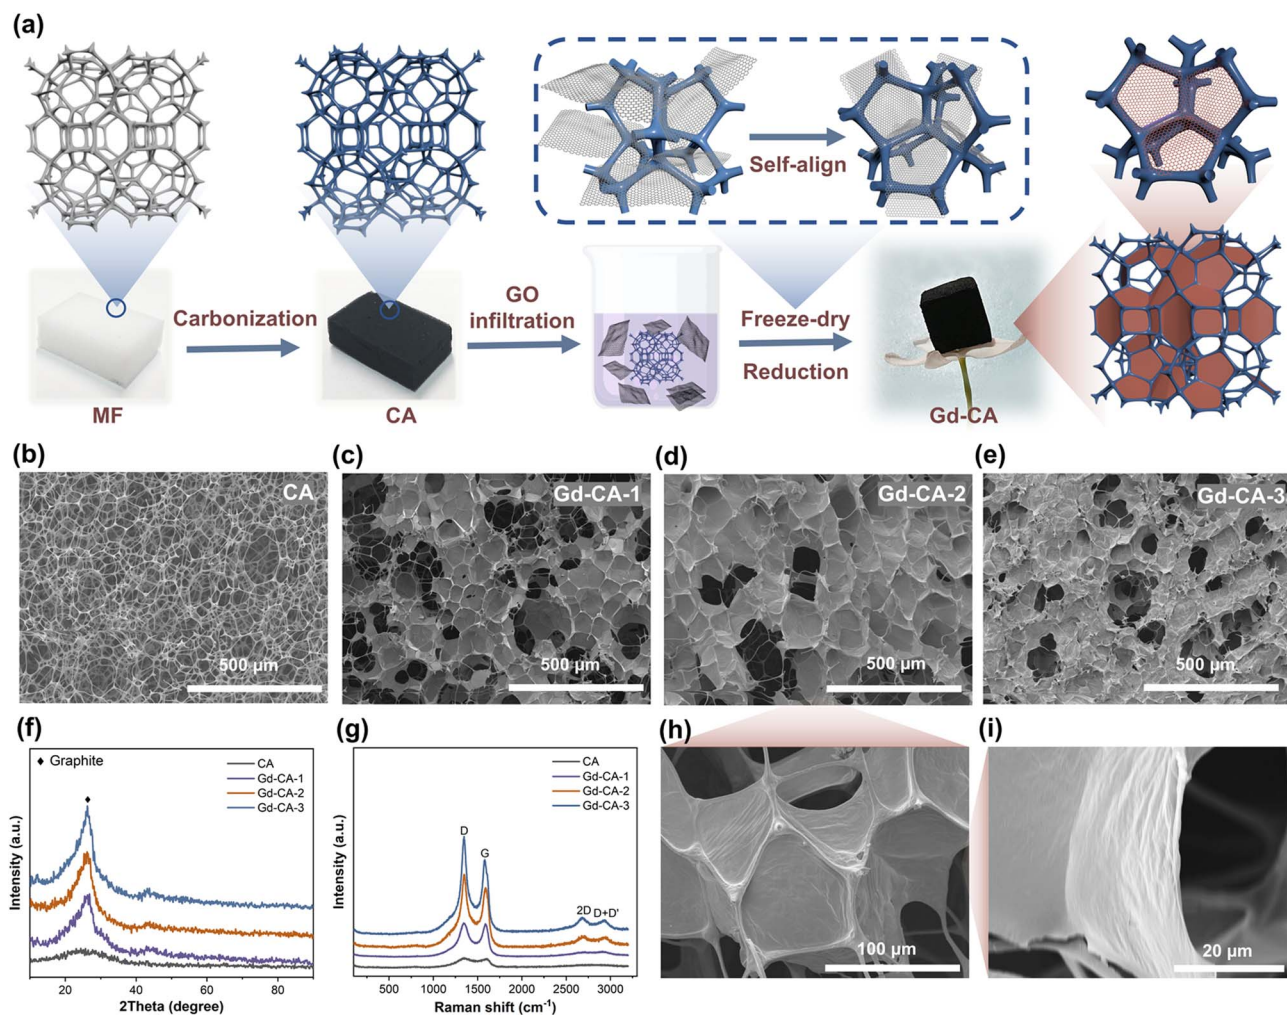 (a)
Self-align
Carbonization
GO
infiltration
Freeze-dry
Reduction
MF
CA
Gd-CA
(b)
CA
500 μm
(c)
Gd-CA-1
500 μm
(d)
Gd-CA-2
500 μm
(e)
Gd-CA-3
500 μm
(f)
♦ Graphite
CA
Gd-CA-1
Gd-CA-2
Gd-CA-3
Intensity (a.u.)
20 40 60 80
2Theta (degree)
(g)
CA
Gd-CA-1
Gd-CA-2
Gd-CA-3
D
G
2D D+D'
Intensity (a.u.)
500 1000 1500 2000 2500 3000
Raman shift (cm⁻¹)
(h)
100 μm
(i)
20 μm